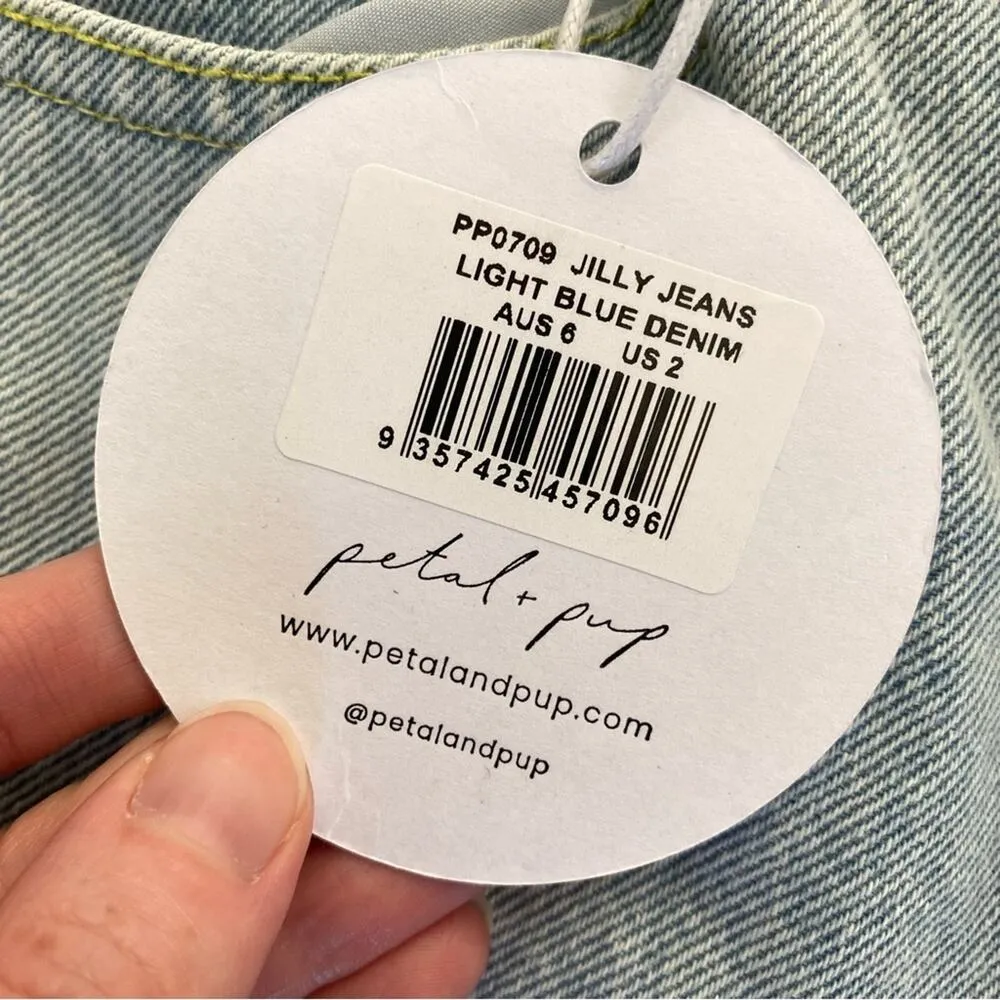 PP0709 JILLY JEANS
LIGHT BLUE DENIM
AUS 6 US 2
9 357425 457096
petal + pup
www.petalandpup.com
@petalandpup